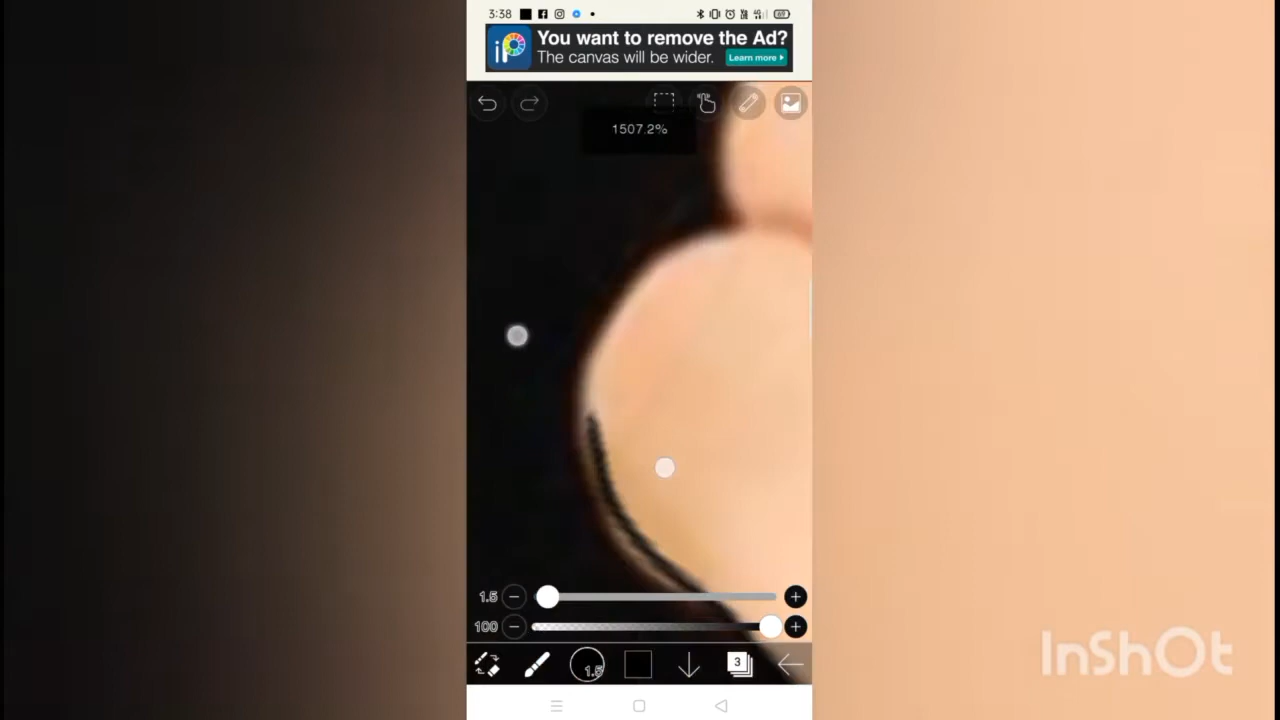 3:38
iP
You want to remove the Ad?
The canvas will be wider.
Learn more
1507.2%
1.5
100
1.5
3
InShOt